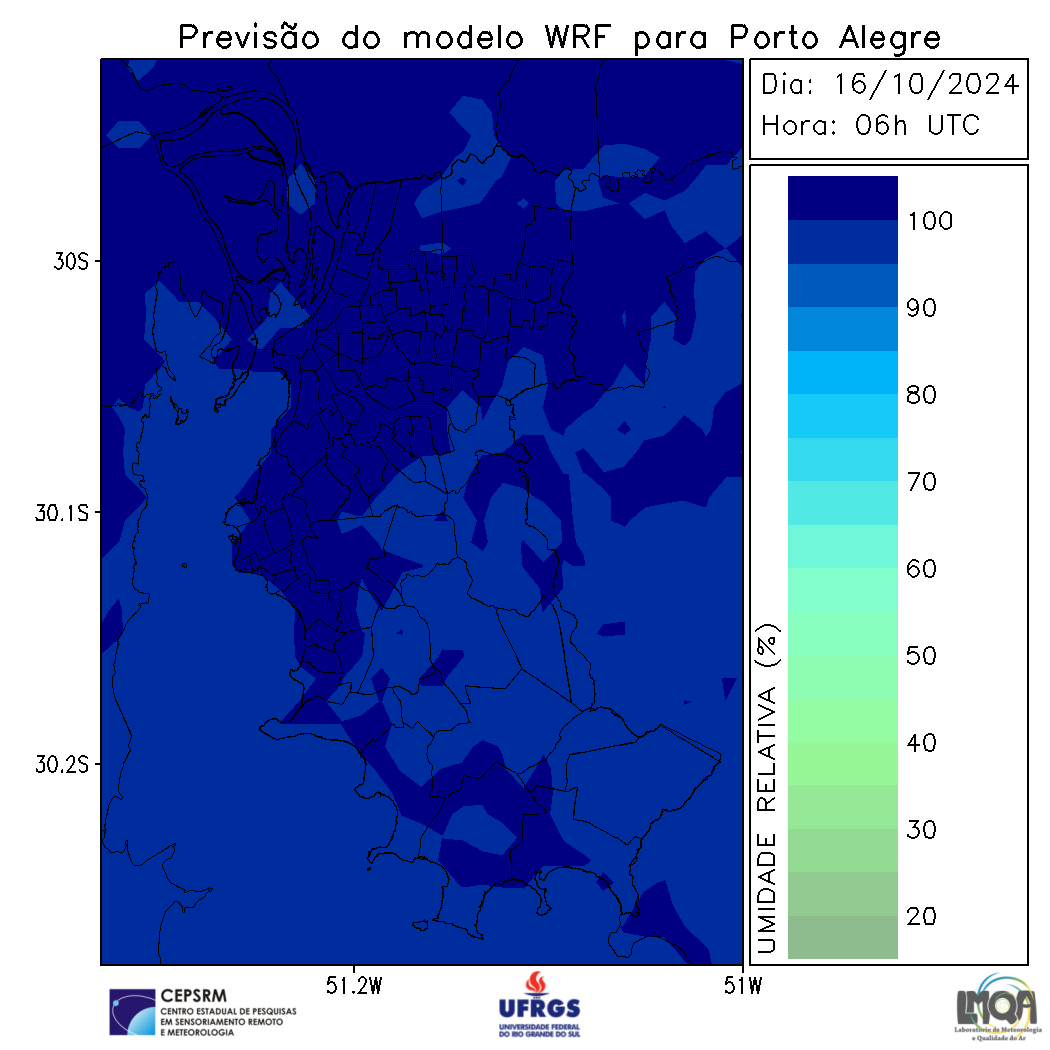 Previsão do modelo WRF para Porto Alegre
Dia: 16/10/2024
Hora: 06h UTC
30S
30.1S
30.2S
51.2W
51W
100
90
80
70
60
50
40
30
20
UMIDADE RELATIVA (%)
CEPSRM
CENTRO ESTADUAL DE PESQUISAS
EM SENSORIAMENTO REMOTO
E METEOROLOGIA
UFRGS
UNIVERSIDADE FEDERAL
DO RIO GRANDE DO SUL
LMQA
Laboratório de Meteorologia
e Qualidade do Ar